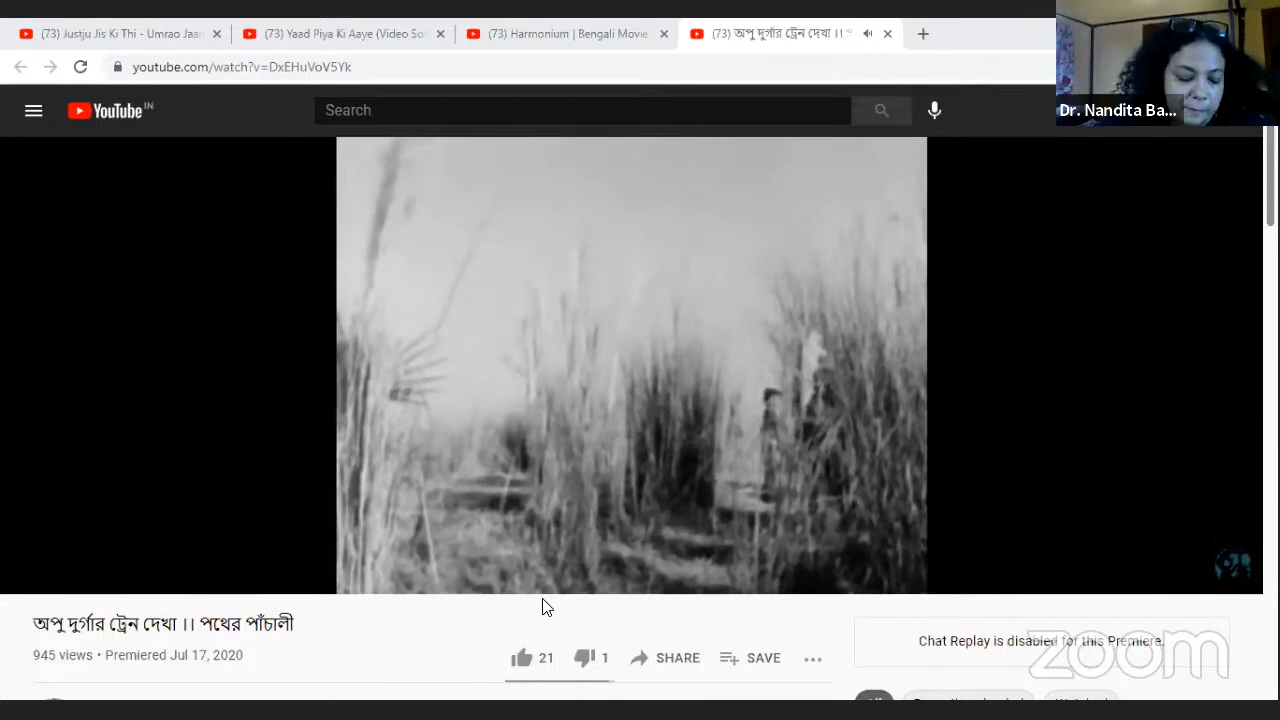 (73) Justju Jis Ki Thi - Umrao Jaan
(73) Yaad Piya Ki Aaye (Video So
(73) Harmonium | Bengali Movie
(73) অপু দুর্গার ট্রেন দেখা ।।
youtube.com/watch?v=DxEHuVoV5Yk
YouTube IN
Search
Dr. Nandita Ba...
অপু দুর্গার ট্রেন দেখা ।। পথের পাঁচালী
945 views • Premiered Jul 17, 2020
21
1
SHARE
SAVE
Chat Replay is disabled for this Premiere.
zoom
All